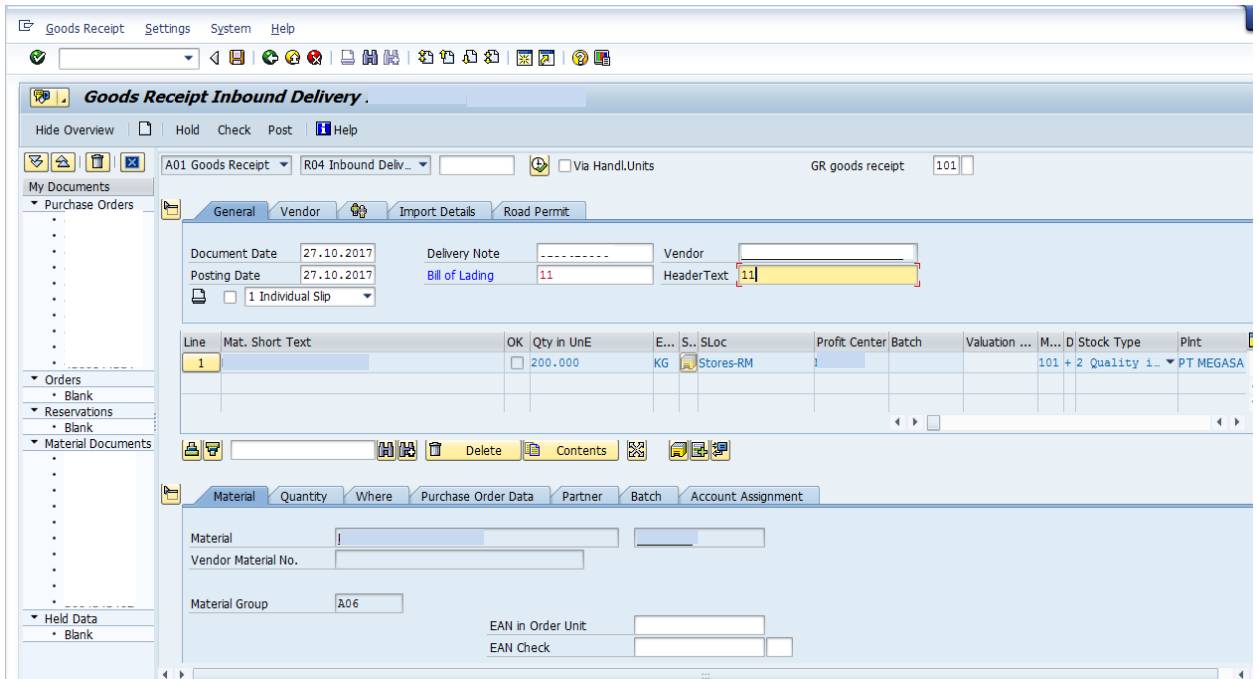 Goods Receipt Settings System Help
Goods Receipt Inbound Delivery
Hide Overview Hold Check Post Help
A01 Goods Receipt R04 Inbound Deliv.. Via Handl.Units GR goods receipt 101
My Documents
Purchase Orders
General Vendor Import Details Road Permit
Document Date 27.10.2017 Delivery Note Vendor
Posting Date 27.10.2017 Bill of Lading 11 HeaderText 11
1 Individual Slip
Line Mat. Short Text OK Qty in UnE E... S.. SLoc Profit Center Batch Valuation ... M... D Stock Type Plnt
1 200.000 KG Stores-RM 101 + 2 Quality i.. PT MEGASA
Orders
Blank
Reservations
Blank
Material Documents
Delete Contents
Material Quantity Where Purchase Order Data Partner Batch Account Assignment
Material
Vendor Material No.
Material Group A06
Held Data
Blank
EAN in Order Unit
EAN Check